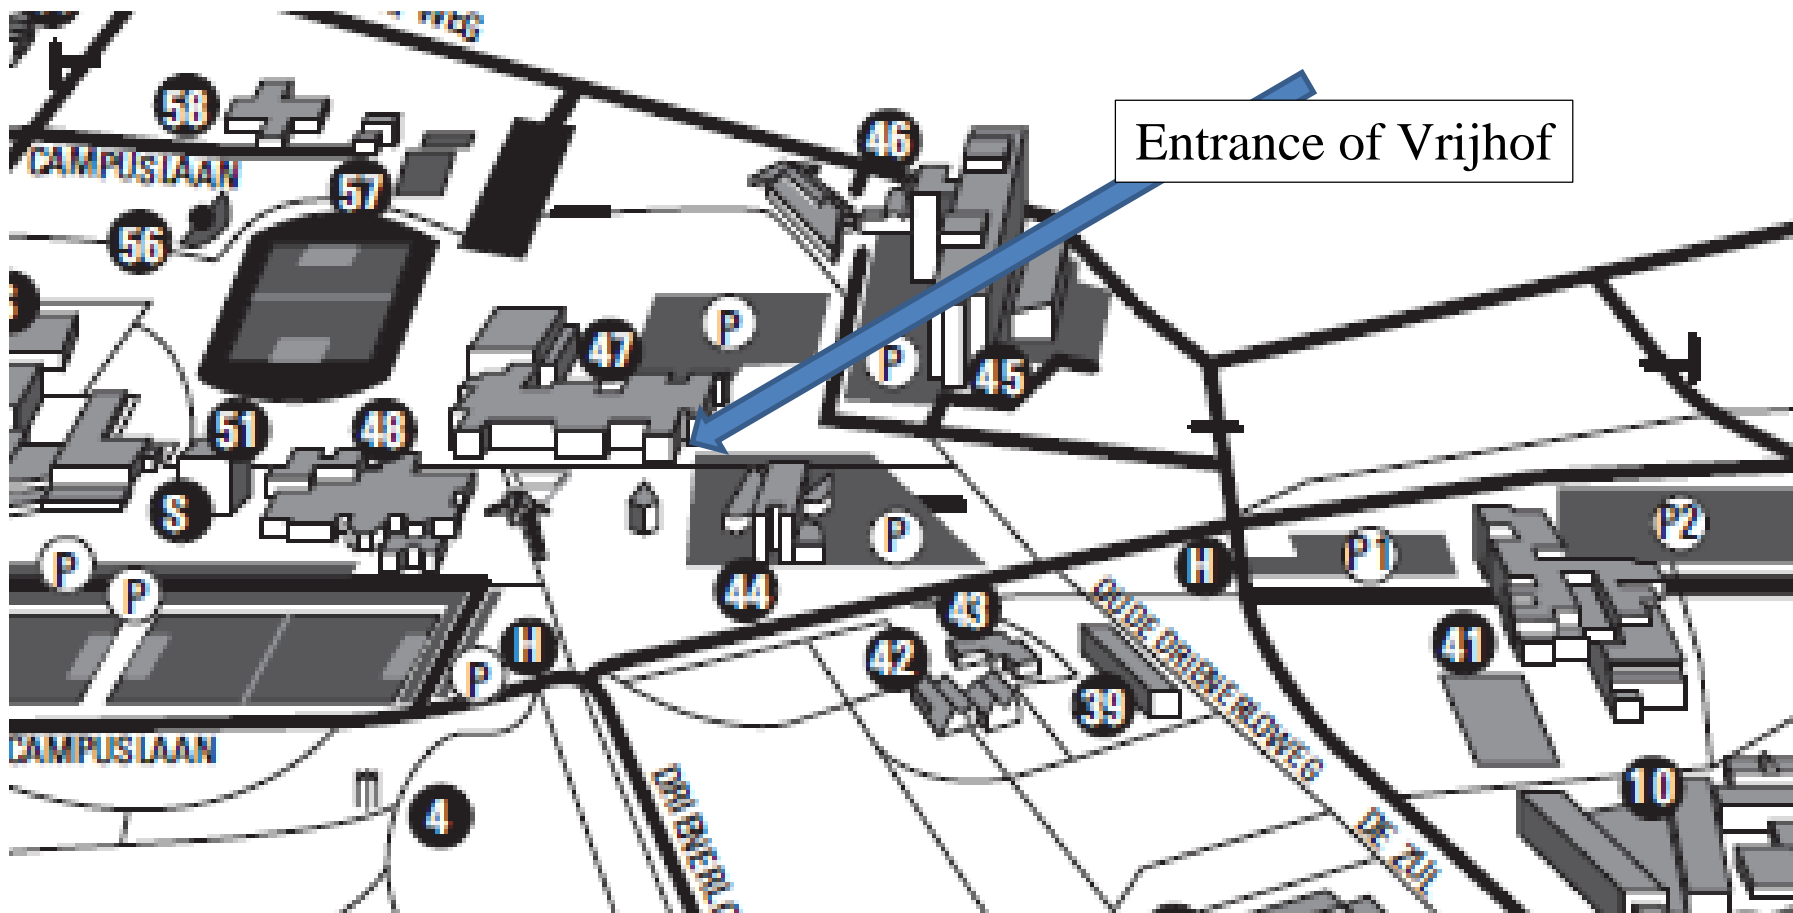 WEG
58
CAMPUSLAAN
57
56
46
Entrance of Vrijhof
P
47
P
45
51
48
S
P
P
P
44
H
P1
P2
43
H
42
P
39
41
OUDE DRIENERLOWEG
CAMPUSLAAN
4
DRIENERLO
10
DE ZUL